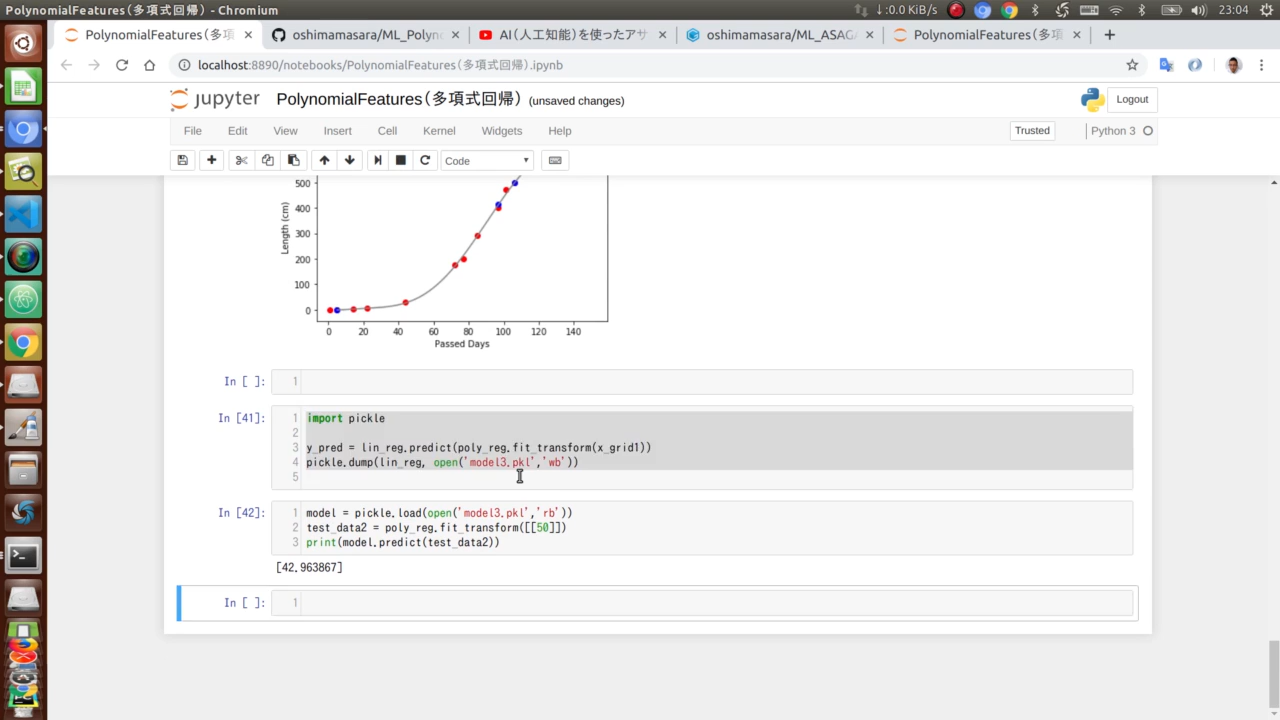 PolynomialFeatures(多項式回帰) - Chromium
1:0.0 KiB/s
23:04
PolynomialFeatures(多項
oshimamasara/ML_Polyno
AI(人工知能)を使ったアサ
oshimamasara/ML_ASAGA
PolynomialFeatures(多項
localhost:8890/notebooks/PolynomialFeatures(多項式回帰).ipynb
jupyter PolynomialFeatures(多項式回帰) (unsaved changes)
Logout
File Edit View Insert Cell Kernel Widgets Help
Trusted
Python 3
Code
500
400
300
200
100
0
Length (cm)
0 20 40 60 80 100 120 140
Passed Days
In [ ]: 1
In [41]: 1 import pickle
2
3 y_pred = lin_reg.predict(poly_reg.fit_transform(x_grid1))
4 pickle.dump(lin_reg, open('model3.pkl','wb'))
5
In [42]: 1 model = pickle.load(open('model3.pkl','rb'))
2 test_data2 = poly_reg.fit_transform([[50]])
3 print(model.predict(test_data2))
[42.963867]
In [ ]: 1